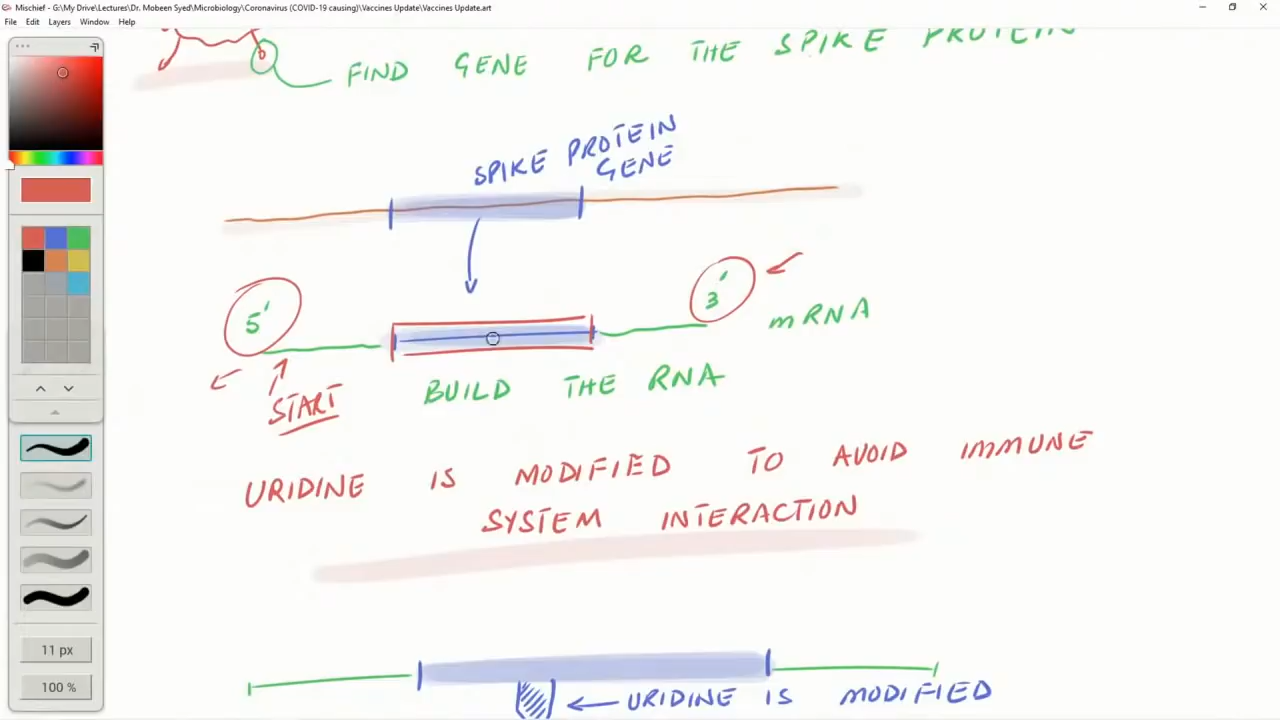 Mischief - G:\My Drive\Lectures\Dr. Mobeen Syed\Microbiology\Coronavirus (COVID-19 causing)\Vaccines Update\Vaccines Update.art
File Edit Layers Window Help
FIND GENE FOR THE SPIKE PROTEIN
SPIKE PROTEIN
GENE
5'
3'
mRNA
START
BUILD THE RNA
URIDINE IS MODIFIED TO AVOID IMMUNE
SYSTEM INTERACTION
11 px
100 %
URIDINE IS MODIFIED